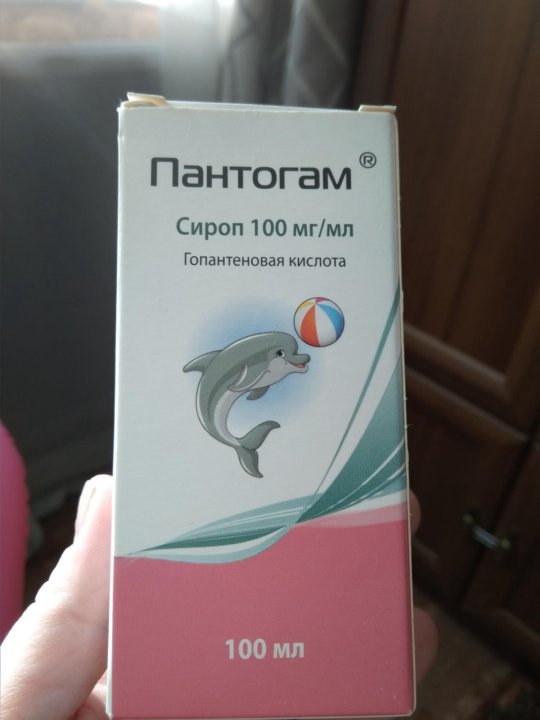 Пантогам®
Сироп 100 мг/мл
Гопантеновая кислота
100 мл